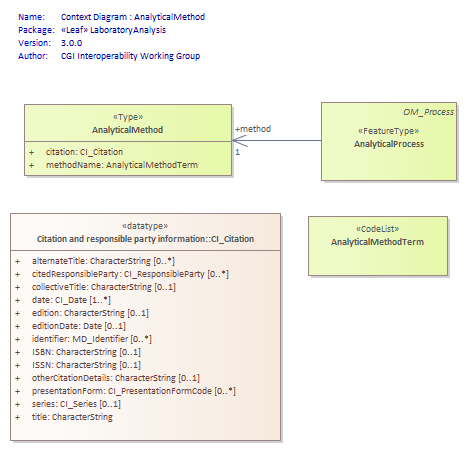 Name: Context Diagram : AnalyticalMethod
Package: «Leaf» LaboratoryAnalysis
Version: 3.0.0
Author: CGI Interoperability Working Group
«Type»
AnalyticalMethod
+ citation: CI_Citation
+ methodName: AnalyticalMethodTerm
+method
1
OM_Process
«FeatureType»
AnalyticalProcess
«datatype»
Citation and responsible party information::CI_Citation
+ alternateTitle: CharacterString [0..*]
+ citedResponsibleParty: CI_ResponsibleParty [0..*]
+ collectiveTitle: CharacterString [0..1]
+ date: CI_Date [1..*]
+ edition: CharacterString [0..1]
+ editionDate: Date [0..1]
+ identifier: MD_Identifier [0..*]
+ ISBN: CharacterString [0..1]
+ ISSN: CharacterString [0..1]
+ otherCitationDetails: CharacterString [0..1]
+ presentationForm: CI_PresentationFormCode [0..*]
+ series: CI_Series [0..1]
+ title: CharacterString
«CodeList»
AnalyticalMethodTerm